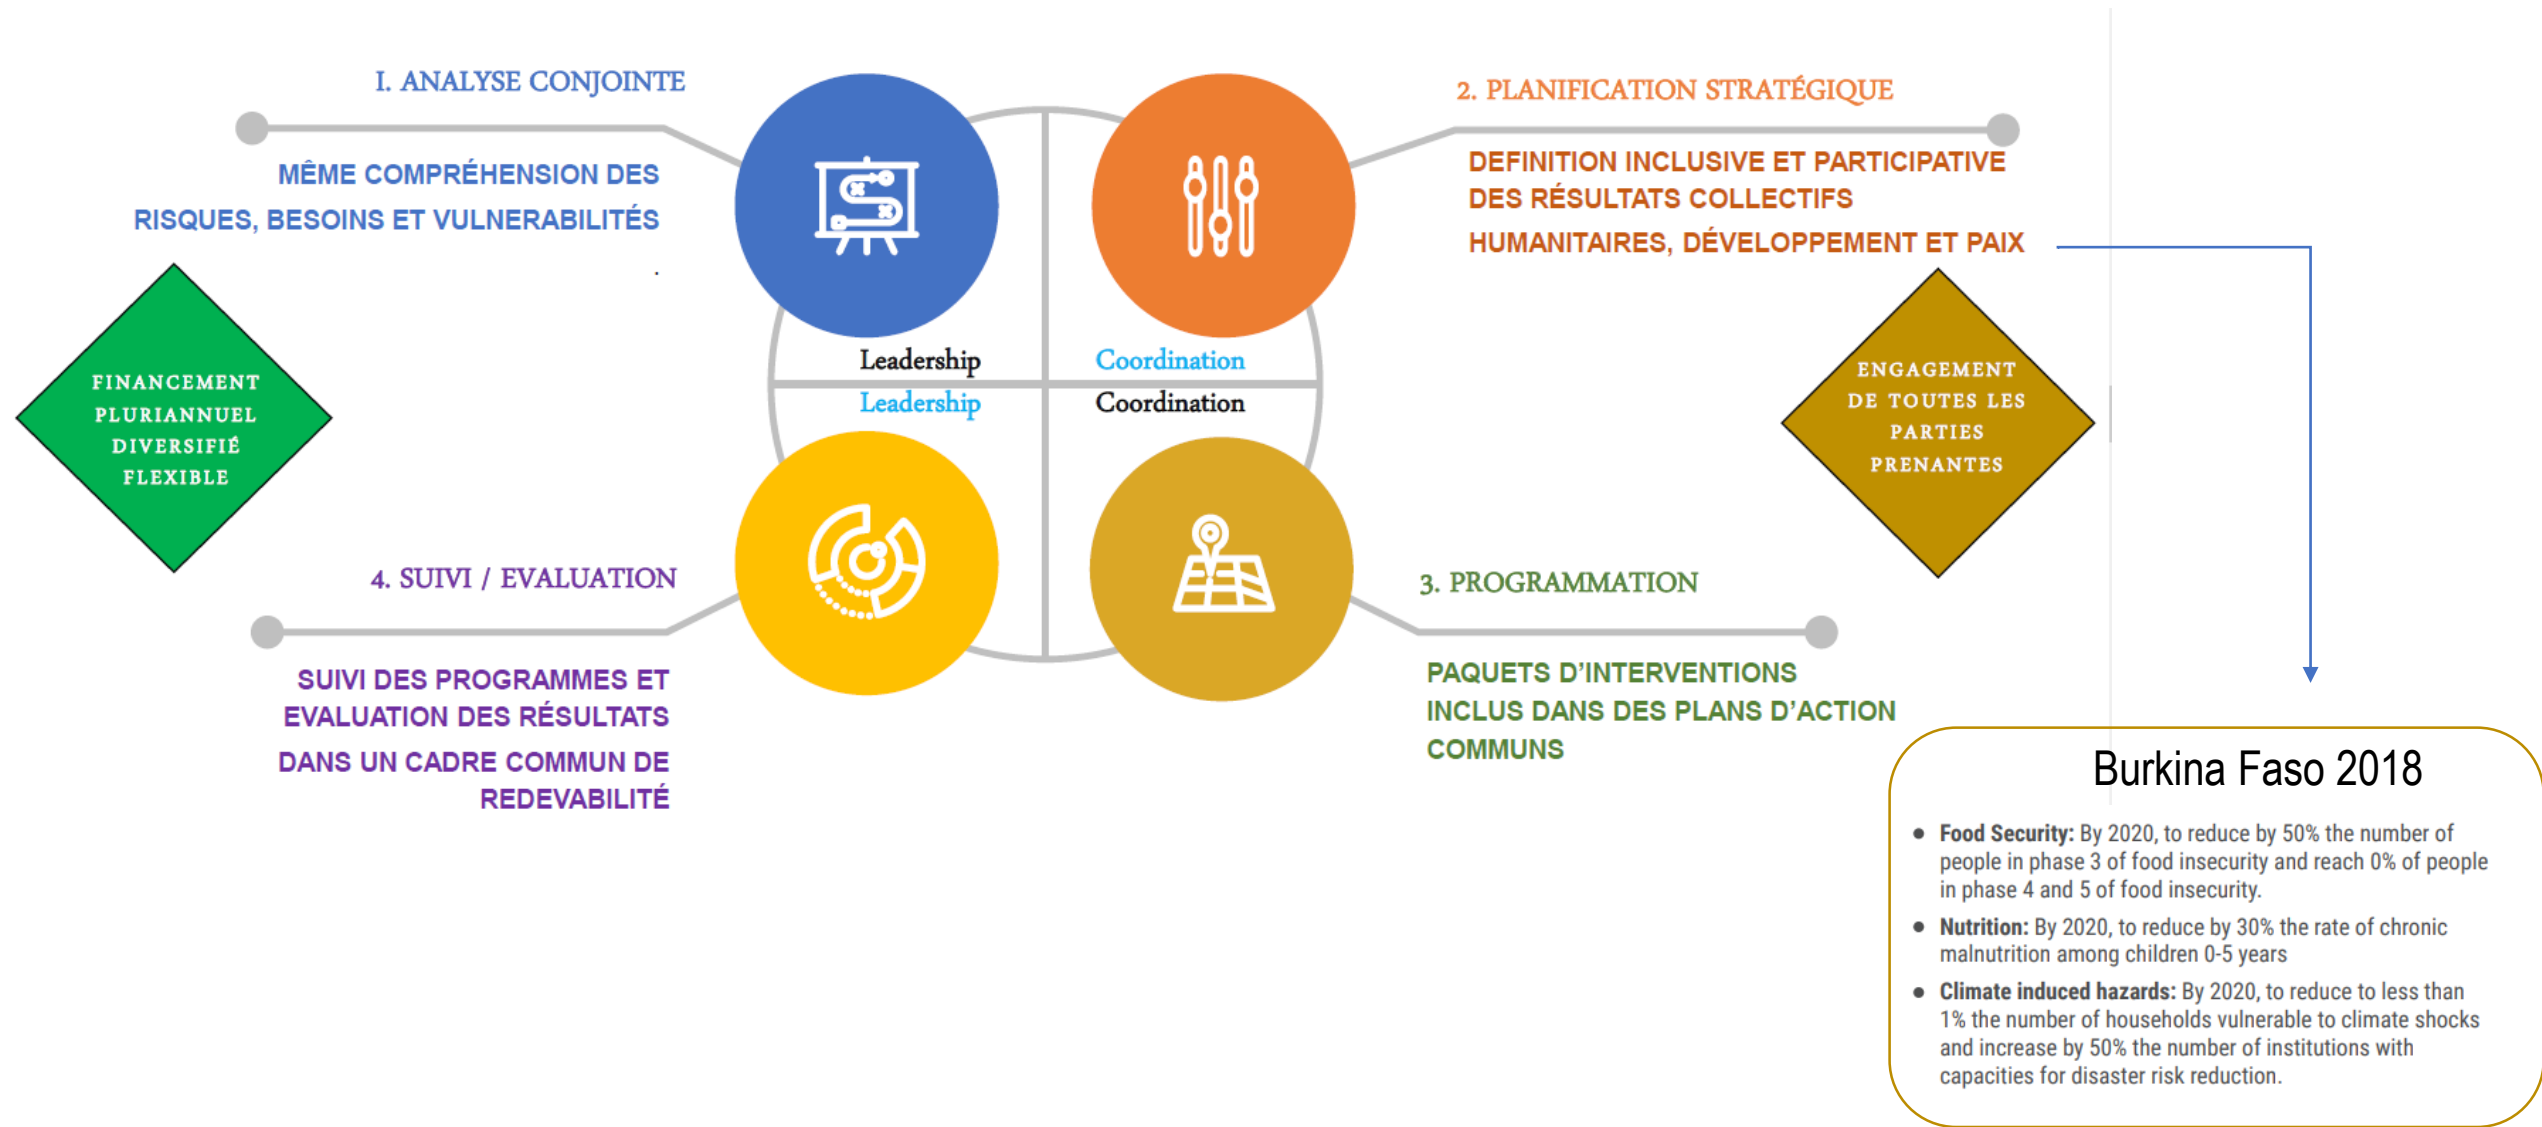 I. ANALYSE CONJOINTE
MÊME COMPRÉHENSION DES
RISQUES, BESOINS ET VULNERABILITÉS
.
2. PLANIFICATION STRATÉGIQUE
DEFINITION INCLUSIVE ET PARTICIPATIVE
DES RÉSULTATS COLLECTIFS
HUMANITAIRES, DÉVELOPPEMENT ET PAIX
FINANCEMENT
PLURIANNUEL
DIVERSIFIÉ
FLEXIBLE
Leadership
Coordination
Leadership
Coordination
ENGAGEMENT
DE TOUTES LES
PARTIES
PRENANTES
4. SUIVI / EVALUATION
SUIVI DES PROGRAMMES ET
EVALUATION DES RÉSULTATS
DANS UN CADRE COMMUN DE
REDEVABILITÉ
3. PROGRAMMATION
PAQUETS D'INTERVENTIONS
INCLUS DANS DES PLANS D'ACTION
COMMUNS
Burkina Faso 2018
● Food Security: By 2020, to reduce by 50% the number of
people in phase 3 of food insecurity and reach 0% of people
in phase 4 and 5 of food insecurity.
● Nutrition: By 2020, to reduce by 30% the rate of chronic
malnutrition among children 0-5 years
● Climate induced hazards: By 2020, to reduce to less than
1% the number of households vulnerable to climate shocks
and increase by 50% the number of institutions with
capacities for disaster risk reduction.